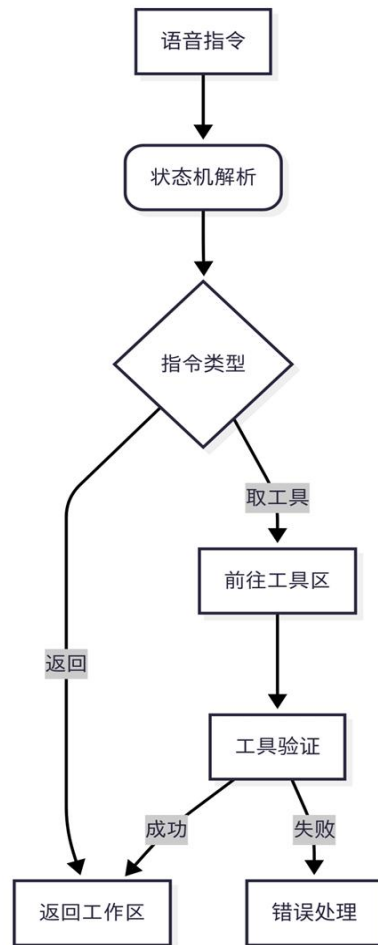 语音指令
状态机解析
指令类型
取工具
前往工具区
返回
工具验证
成功
失败
返回工作区
错误处理